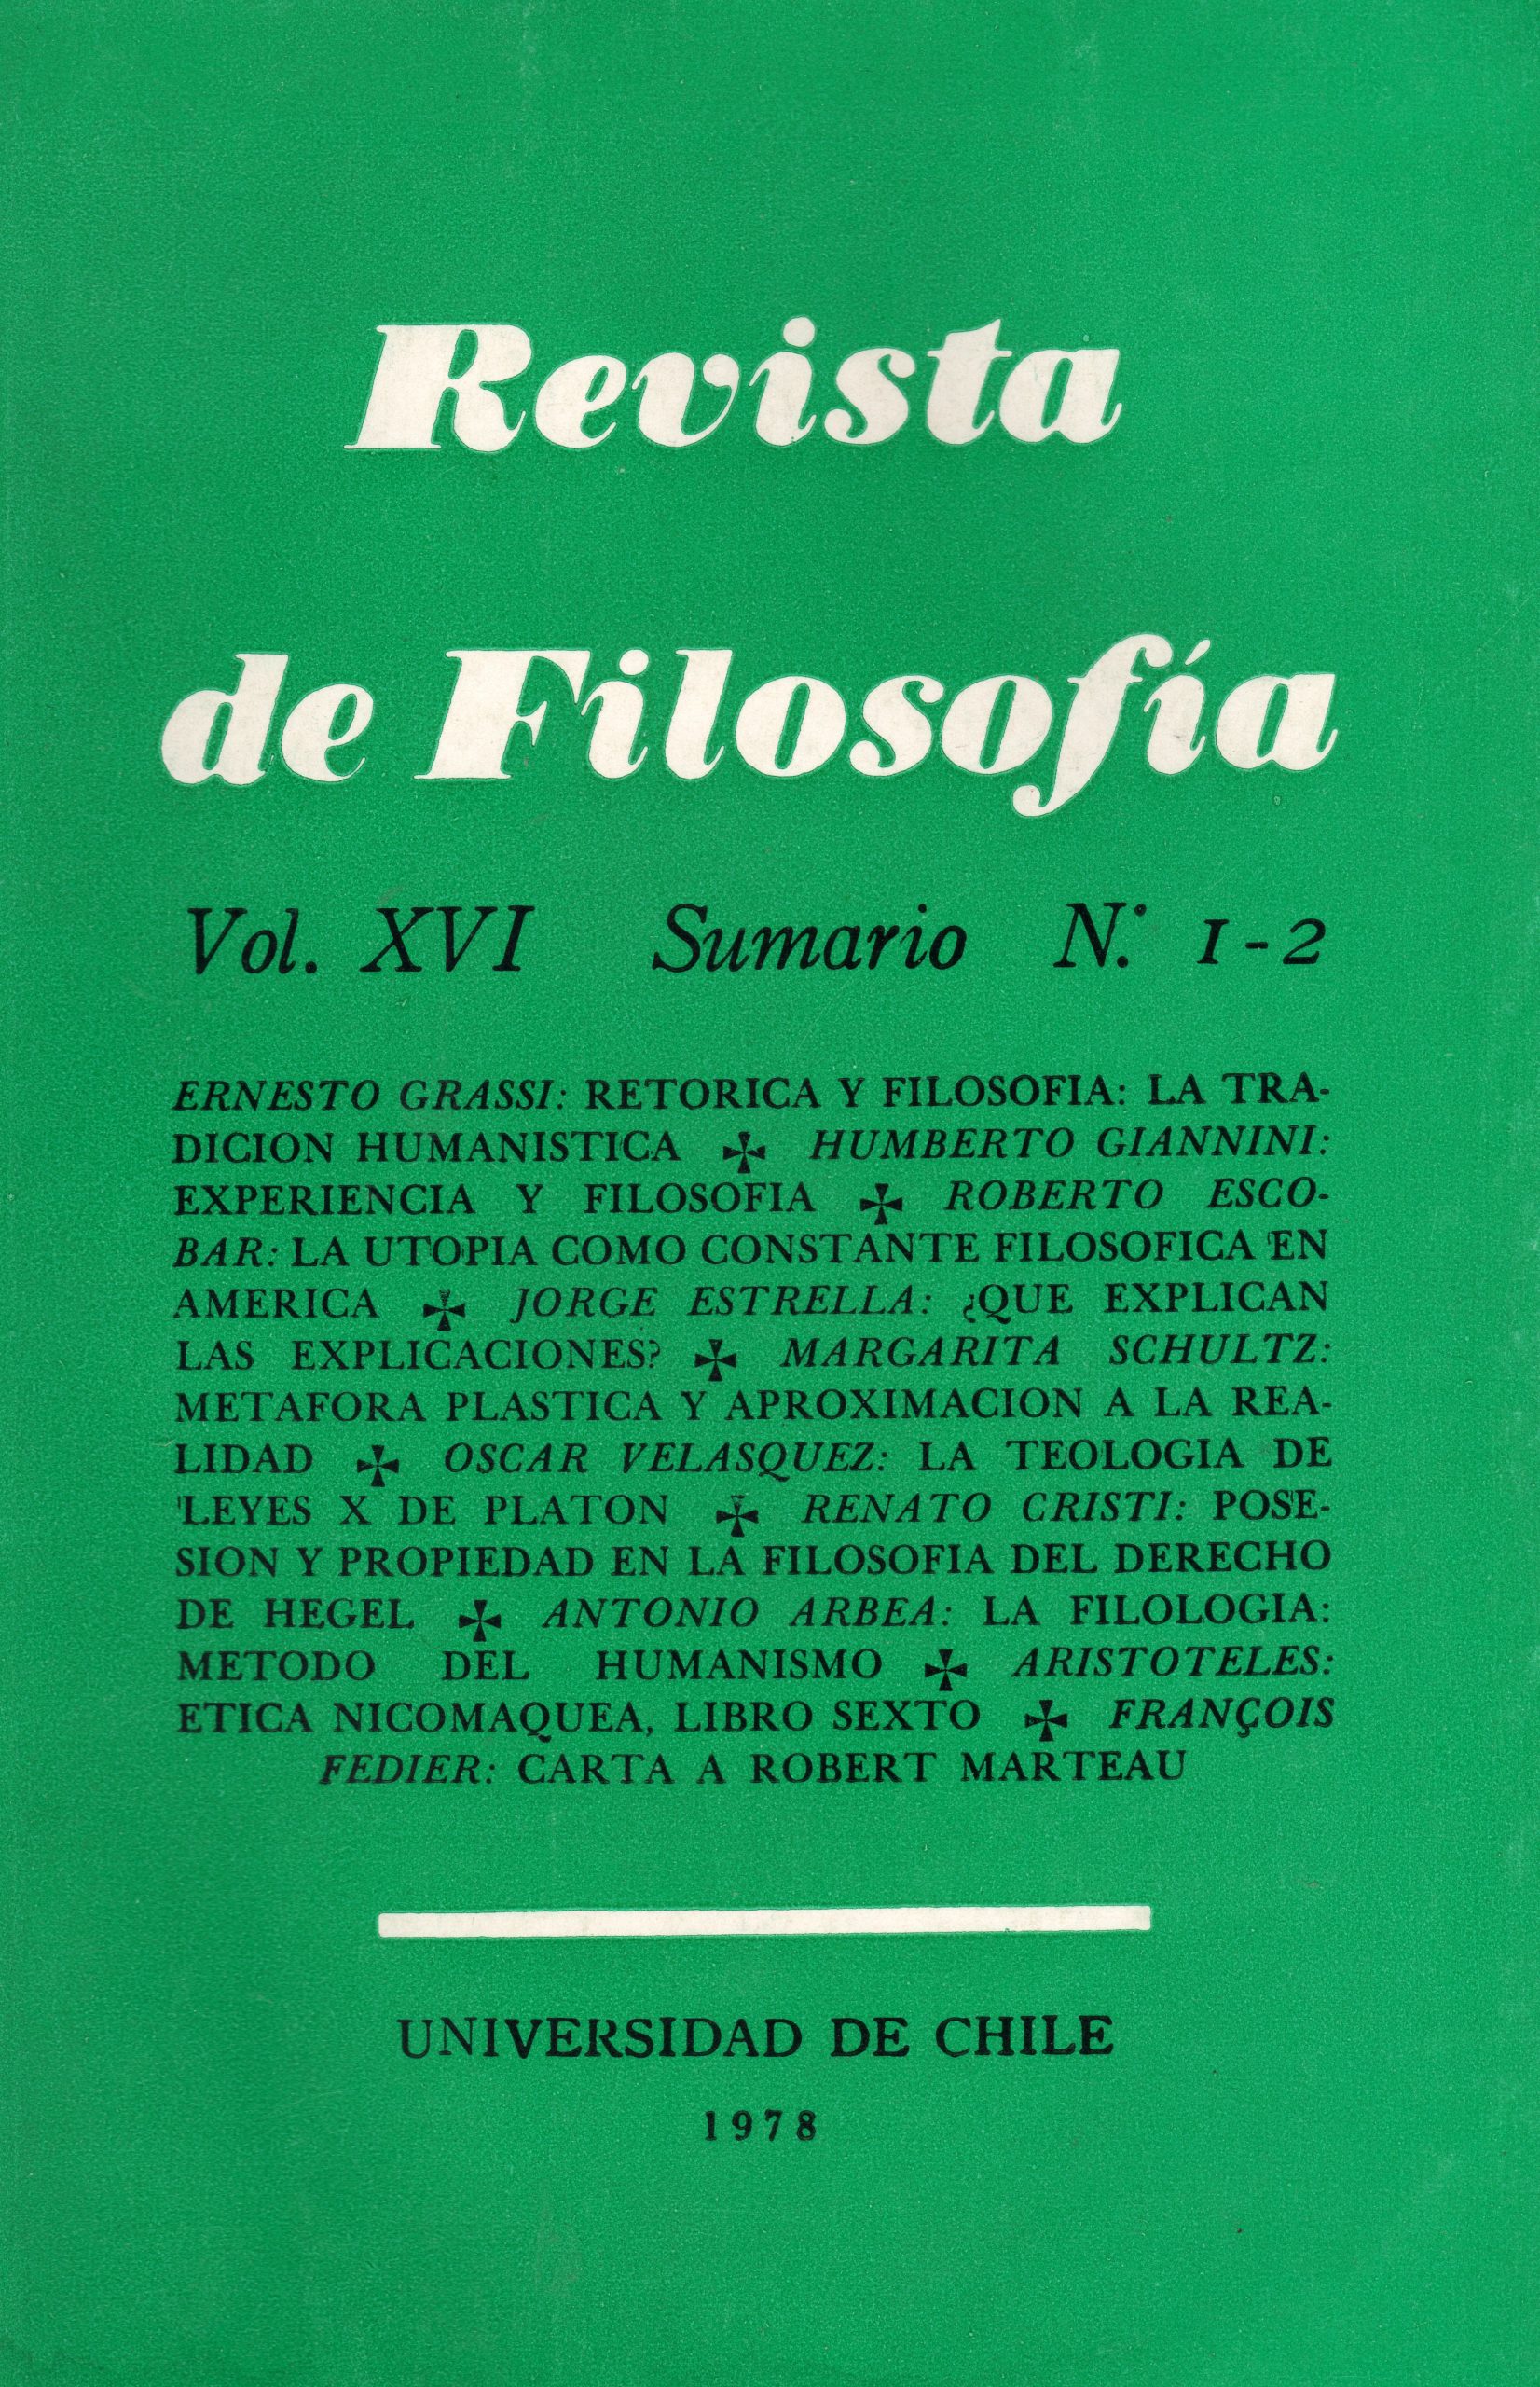 Revista
de Filosofía
Vol. XVI Sumario N.° 1-2
ERNESTO GRASSI: RETORICA Y FILOSOFIA: LA TRA-
DICION HUMANISTICA ✠ HUMBERTO GIANNINI:
EXPERIENCIA Y FILOSOFIA ✠ ROBERTO ESCO-
BAR: LA UTOPIA COMO CONSTANTE FILOSOFICA EN
AMERICA ✠ JORGE ESTRELLA: ¿QUE EXPLICAN
LAS EXPLICACIONES? ✠ MARGARITA SCHULTZ:
METAFORA PLASTICA Y APROXIMACION A LA REA-
LIDAD ✠ OSCAR VELASQUEZ: LA TEOLOGIA DE
'LEYES X DE PLATON ✠ RENATO CRISTI: POSE-
SION Y PROPIEDAD EN LA FILOSOFIA DEL DERECHO
DE HEGEL ✠ ANTONIO ARBEA: LA FILOLOGIA:
METODO DEL HUMANISMO ✠ ARISTOTELES:
ETICA NICOMAQUEA, LIBRO SEXTO ✠ FRANÇOIS
FEDIER: CARTA A ROBERT MARTEAU
UNIVERSIDAD DE CHILE
1978